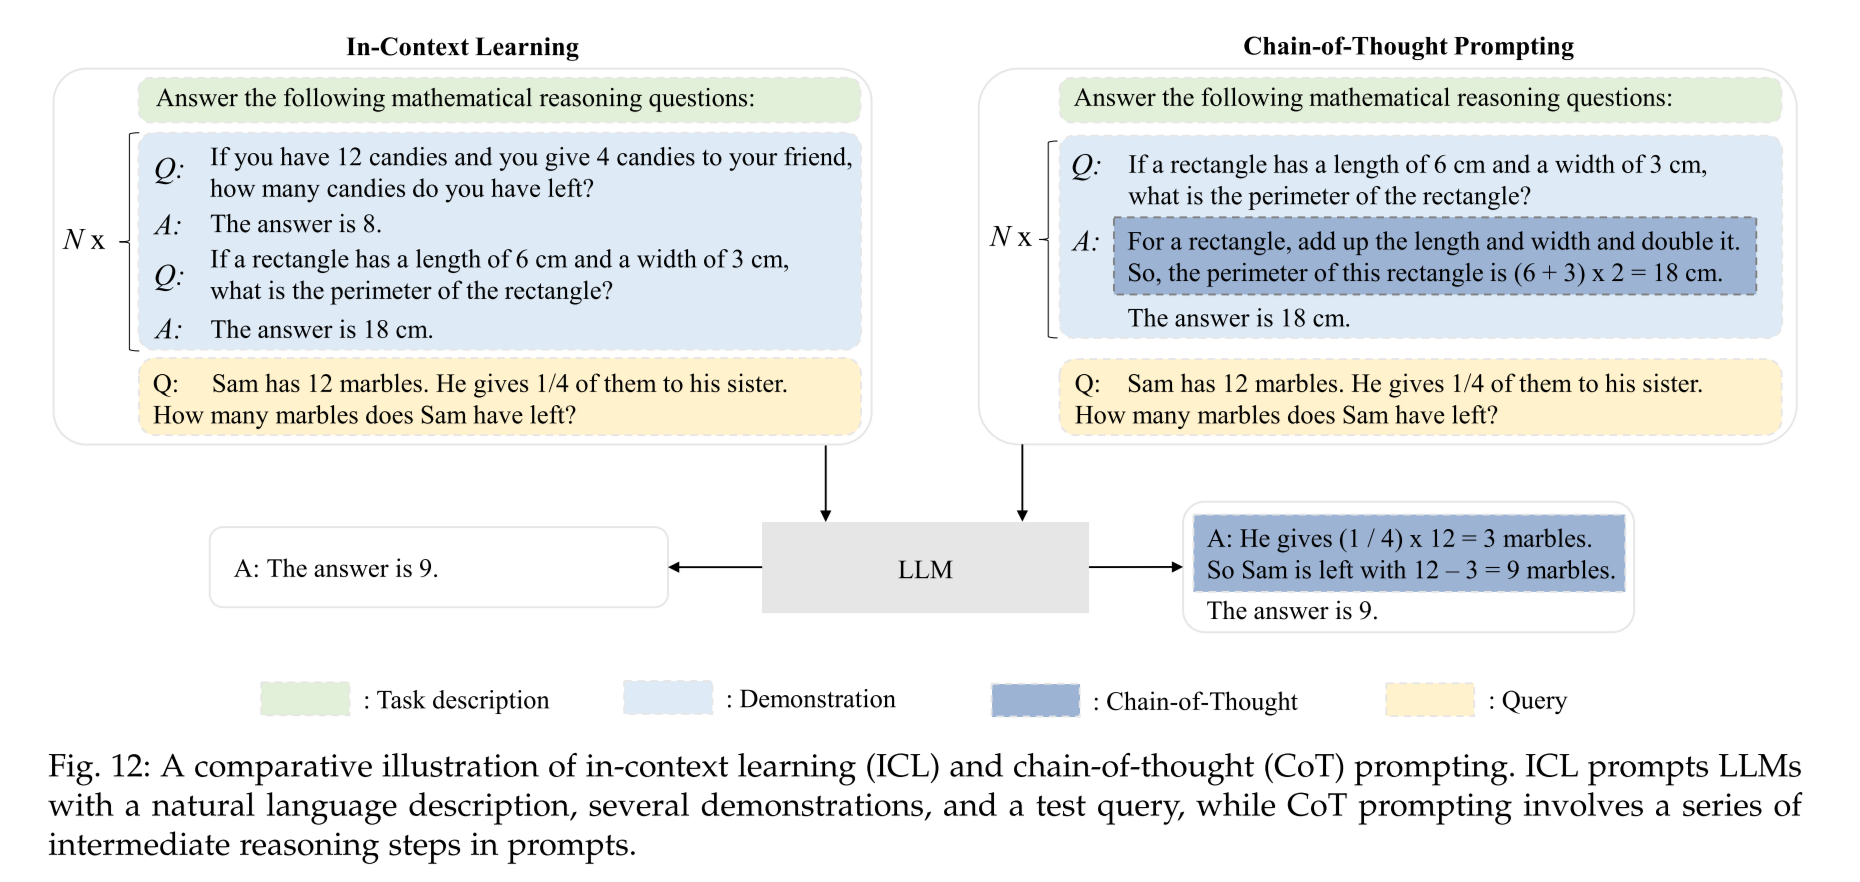 In-Context Learning
Answer the following mathematical reasoning questions:
N x
Q: If you have 12 candies and you give 4 candies to your friend,
how many candies do you have left?
A: The answer is 8.
Q: If a rectangle has a length of 6 cm and a width of 3 cm,
what is the perimeter of the rectangle?
A: The answer is 18 cm.
Q: Sam has 12 marbles. He gives 1/4 of them to his sister.
How many marbles does Sam have left?
Chain-of-Thought Prompting
Answer the following mathematical reasoning questions:
N x
Q: If a rectangle has a length of 6 cm and a width of 3 cm,
what is the perimeter of the rectangle?
A: For a rectangle, add up the length and width and double it.
So, the perimeter of this rectangle is (6 + 3) x 2 = 18 cm.
The answer is 18 cm.
Q: Sam has 12 marbles. He gives 1/4 of them to his sister.
How many marbles does Sam have left?
A: The answer is 9.
LLM
A: He gives (1 / 4) x 12 = 3 marbles.
So Sam is left with 12 – 3 = 9 marbles.
The answer is 9.
: Task description
: Demonstration
: Chain-of-Thought
: Query
Fig. 12: A comparative illustration of in-context learning (ICL) and chain-of-thought (CoT) prompting. ICL prompts LLMs
with a natural language description, several demonstrations, and a test query, while CoT prompting involves a series of
intermediate reasoning steps in prompts.